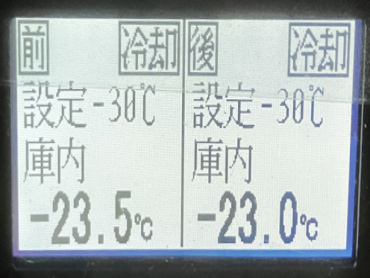 前 冷却
設定-30℃
庫内
-23.5℃
後 冷却
設定-30℃
庫内
-23.0℃